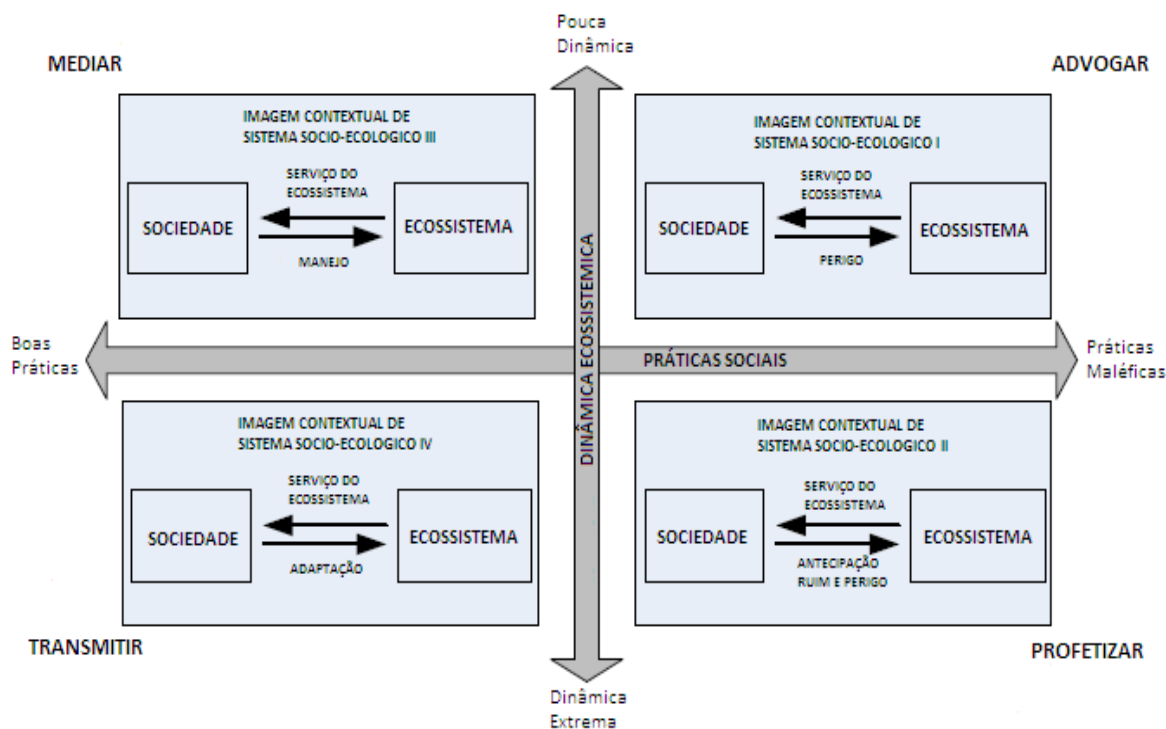 Pouca
Dinâmica
MEDIAR
ADVOGAR
IMAGEM CONTEXTUAL DE
SISTEMA SOCIO-ECOLOGICO III
SERVIÇO DO
ECOSSISTEMA
SOCIEDADE
ECOSSISTEMA
MANEJO
IMAGEM CONTEXTUAL DE
SISTEMA SOCIO-ECOLOGICO I
SERVIÇO DO
ECOSSISTEMA
SOCIEDADE
ECOSSISTEMA
PERIGO
DINÂMICA ECOSSISTEMICA
Boas
Práticas
PRÁTICAS SOCIAIS
Práticas
Maléficas
IMAGEM CONTEXTUAL DE
SISTEMA SOCIO-ECOLOGICO IV
SERVIÇO DO
ECOSSISTEMA
SOCIEDADE
ECOSSISTEMA
ADAPTAÇÃO
IMAGEM CONTEXTUAL DE
SISTEMA SOCIO-ECOLOGICO II
SERVIÇO DO
ECOSSISTEMA
SOCIEDADE
ECOSSISTEMA
ANTECIPAÇÃO
RUIM E PERIGO
TRANSMITIR
PROFETIZAR
Dinâmica
Extrema